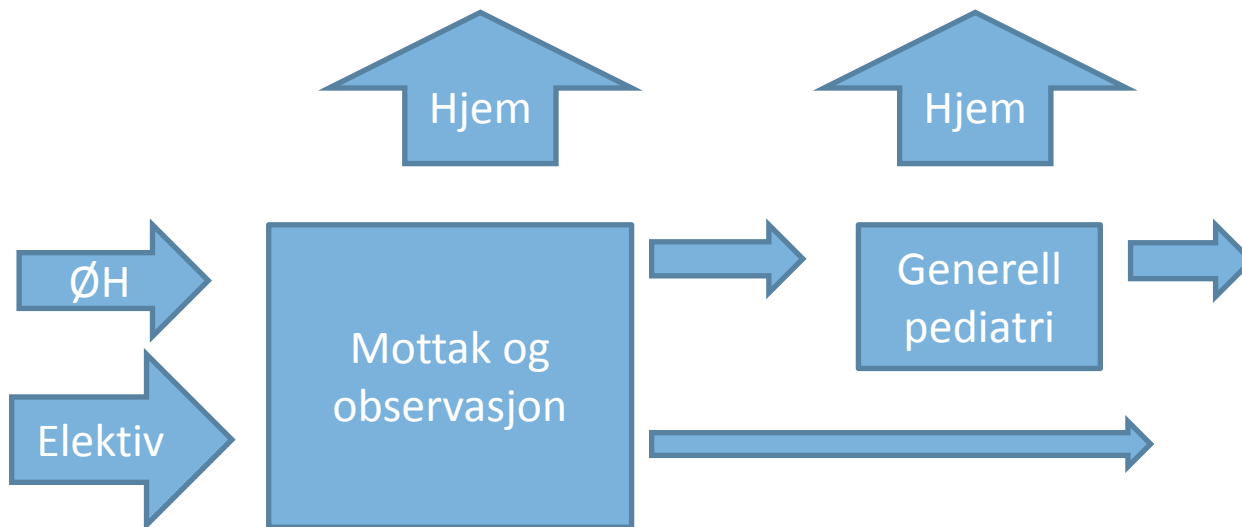 Hjem
Hjem
ØH
Elektiv
Mottak og
observasjon
Generell
pediatri